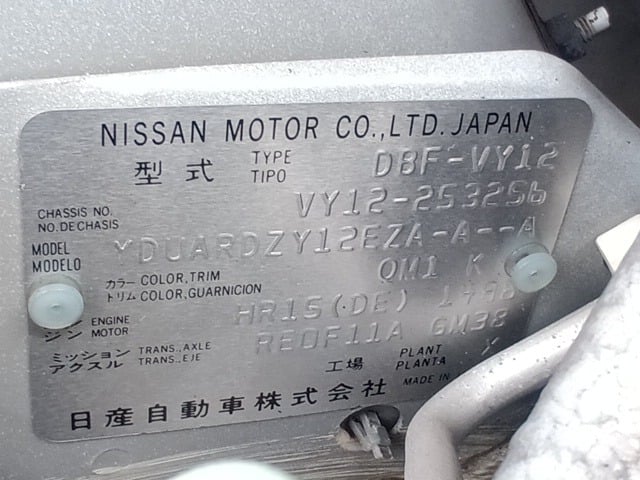 NISSAN MOTOR CO.,LTD. JAPAN
型式 TYPE TIPO DBF-VY12
CHASSIS NO. NO.DE CHASIS VY12-253256
MODEL MODELO YDUARDZY12EZA-A--A
カラー COLOR, TRIM トリム COLOR, GUARNICION QM1 K
ジン ENGINE MOTOR HR15(DE) 1498
ミッション TRANS., AXLE アクスル TRANS., EJE RE0F11A GM38
工場 PLANT PLANTA Y
日産自動車株式会社 MADE IN